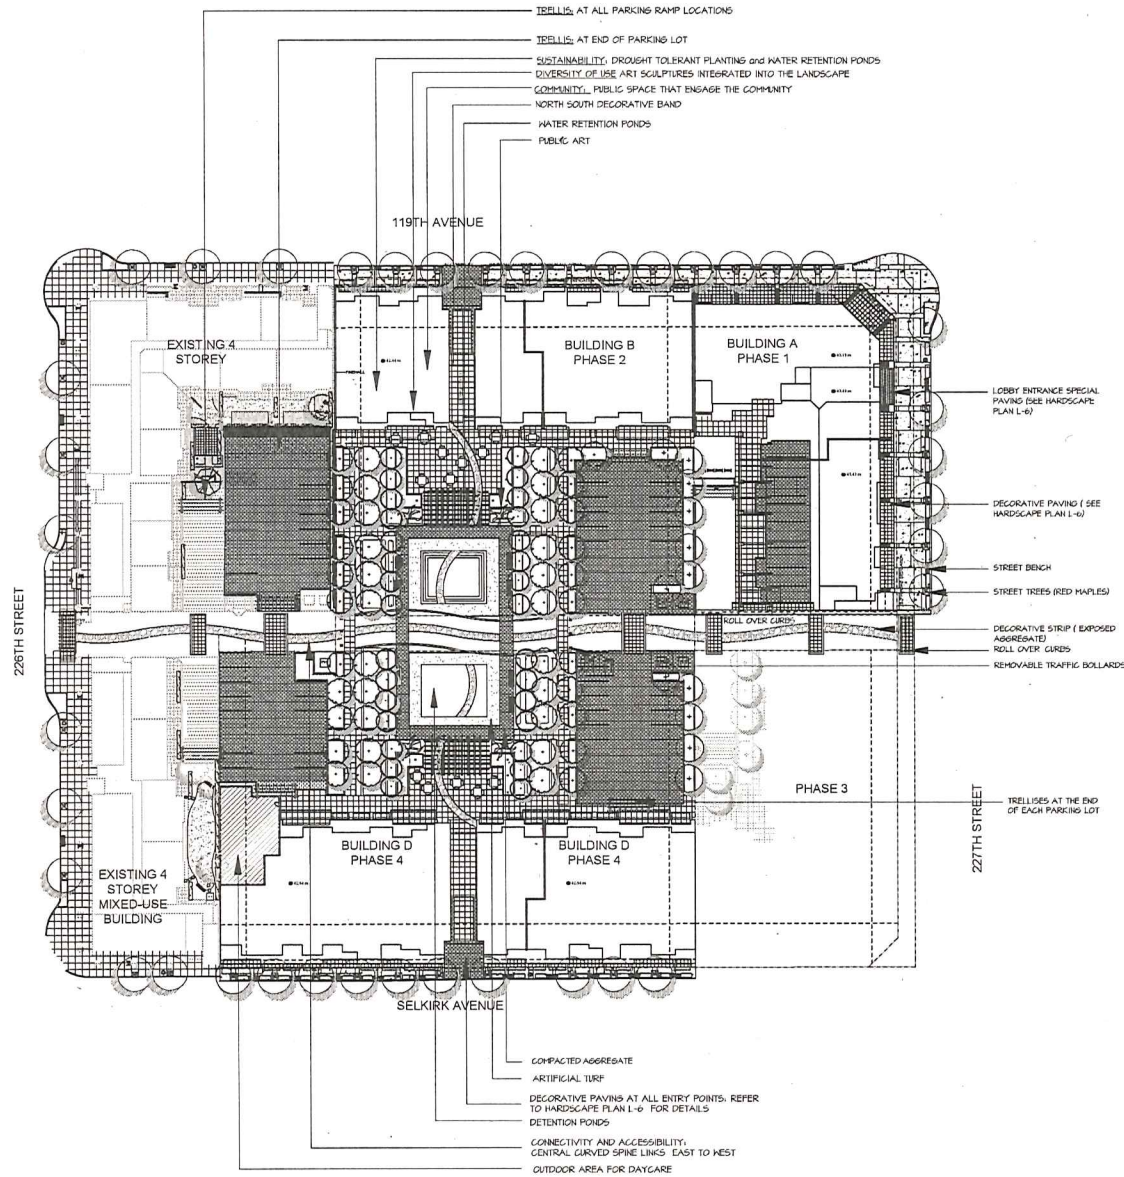 TRELLIS: AT ALL PARKING RAMP LOCATIONS
TRELLIS: AT END OF PARKING LOT
SUSTAINABILITY: DROUGHT TOLERANT PLANTING and WATER RETENTION PONDS
DIVERSITY OF USE ART SCULPTURES INTEGRATED INTO THE LANDSCAPE
COMMUNITY: PUBLIC SPACE THAT ENGAGE THE COMMUNITY
NORTH SOUTH DECORATIVE BAND
WATER RETENTION PONDS
PUBLIC ART
119TH AVENUE
EXISTING 4
STOREY
BUILDING B
PHASE 2
BUILDING A
PHASE 1
LOBBY ENTRANCE SPECIAL
PAVING (SEE HARDSCAPE
PLAN L-6)
DECORATIVE PAVING ( SEE
HARDSCAPE PLAN L-6)
STREET BENCH
STREET TREES (RED MAPLES)
ROLL OVER CURBS
DECORATIVE STRIP ( EXPOSED
AGGREGATE)
ROLL OVER CURBS
REMOVABLE TRAFFIC BOLLARDS
226TH STREET
PHASE 3
TRELLISES AT THE END
OF EACH PARKING LOT
227TH STREET
BUILDING D
PHASE 4
BUILDING D
PHASE 4
EXISTING 4
STOREY
MIXED-USE
BUILDING
SELKIRK AVENUE
COMPACTED AGGREGATE
ARTIFICIAL TURF
DECORATIVE PAVING AT ALL ENTRY POINTS: REFER
TO HARDSCAPE PLAN L-6 FOR DETAILS
DETENTION PONDS
CONNECTIVITY AND ACCESSIBILITY:
CENTRAL CURVED SPINE LINKS EAST TO WEST
OUTDOOR AREA FOR DAYCARE